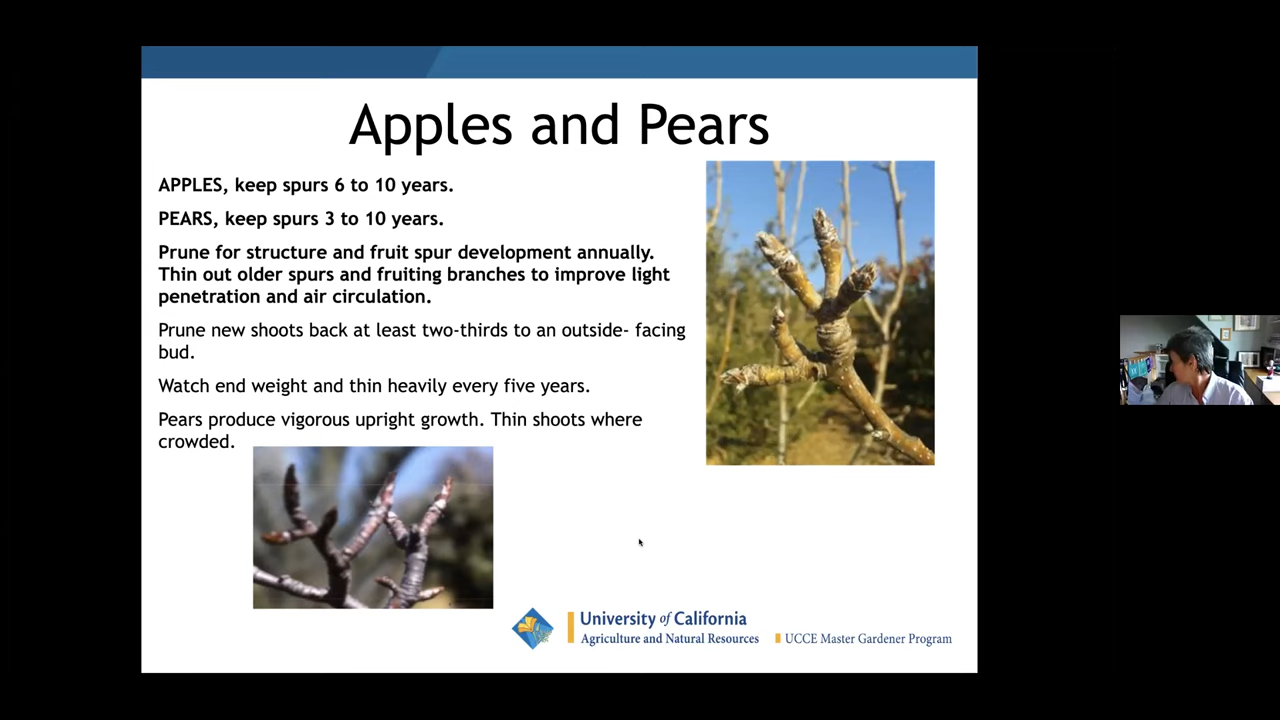 Apples and Pears
APPLES, keep spurs 6 to 10 years.
PEARS, keep spurs 3 to 10 years.
Prune for structure and fruit spur development annually.
Thin out older spurs and fruiting branches to improve light
penetration and air circulation.
Prune new shoots back at least two-thirds to an outside- facing
bud.
Watch end weight and thin heavily every five years.
Pears produce vigorous upright growth. Thin shoots where
crowded.
University of California
Agriculture and Natural Resources
UCCE Master Gardener Program